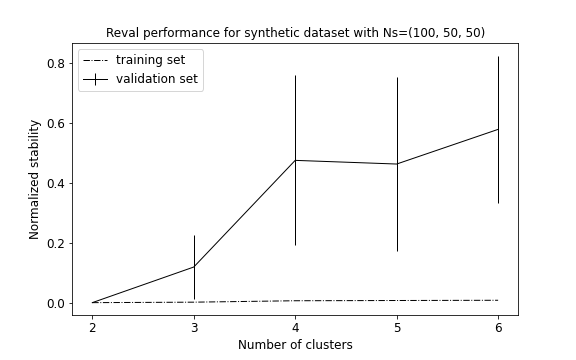 Reval performance for synthetic dataset with Ns=(100, 50, 50)
training set
validation set
Normalized stability
0.8
0.6
0.4
0.2
0.0
2 3 4 5 6
Number of clusters